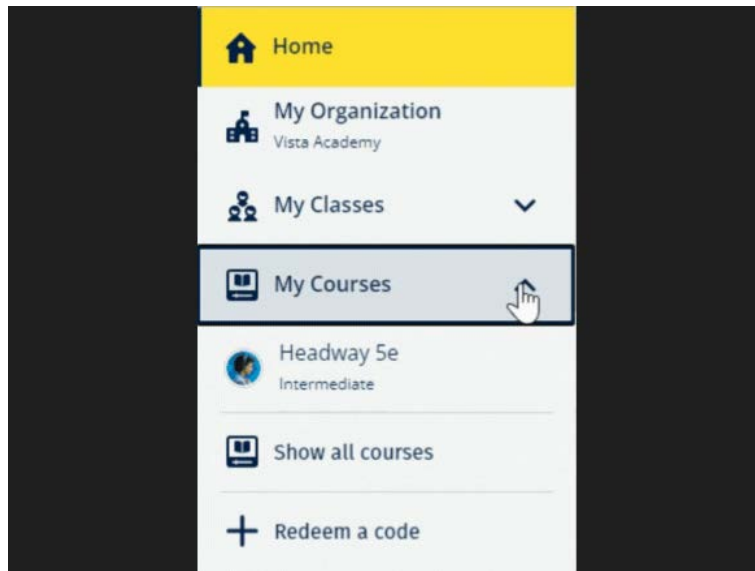 Home
My Organization
Vista Academy
My Classes
My Courses
Headway 5e
Intermediate
Show all courses
Redeem a code